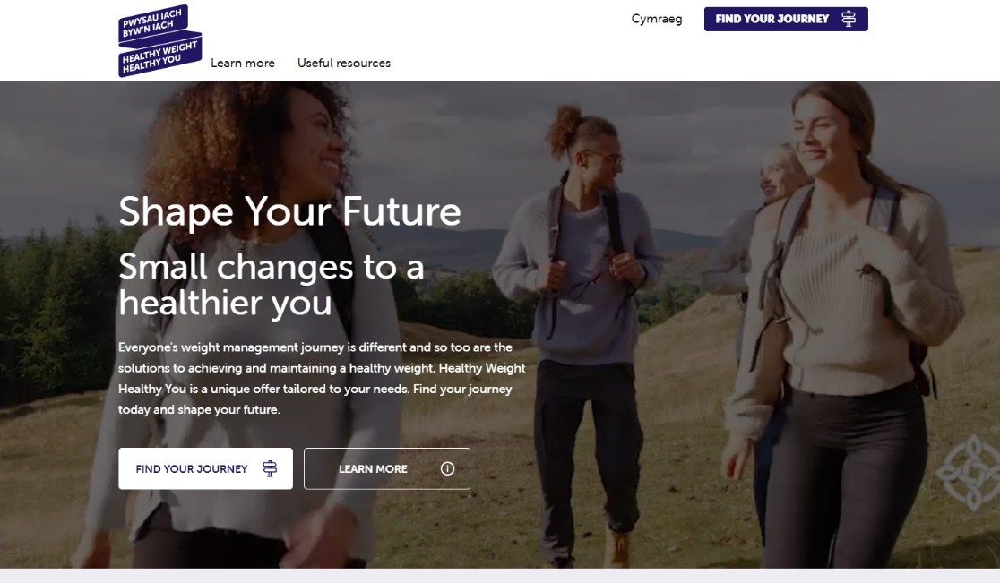 PWYSAU IACH
BYW'N IACH
HEALTHY WEIGHT
HEALTHY YOU
Learn more
Useful resources
Cymraeg
FIND YOUR JOURNEY
Shape Your Future
Small changes to a
healthier you
Everyone's weight management journey is different and so too are the
solutions to achieving and maintaining a healthy weight. Healthy Weight
Healthy You is a unique offer tailored to your needs. Find your journey
today and shape your future.
FIND YOUR JOURNEY
LEARN MORE